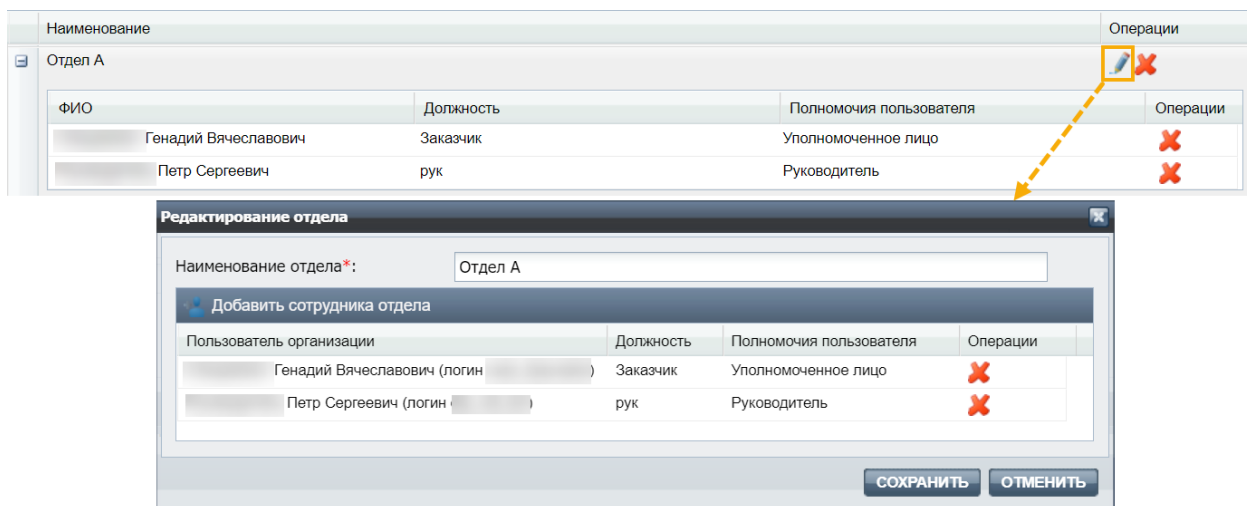 Наименование Операции
Отдел А
ФИО Должность Полномочия пользователя Операции
Генадий Вячеславович Заказчик Уполномоченное лицо
Петр Сергеевич рук Руководитель
Редактирование отдела
Наименование отдела*: Отдел А
Добавить сотрудника отдела
Пользователь организации Должность Полномочия пользователя Операции
Генадий Вячеславович (логин ) Заказчик Уполномоченное лицо
Петр Сергеевич (логин ) рук Руководитель
СОХРАНИТЬ ОТМЕНИТЬ